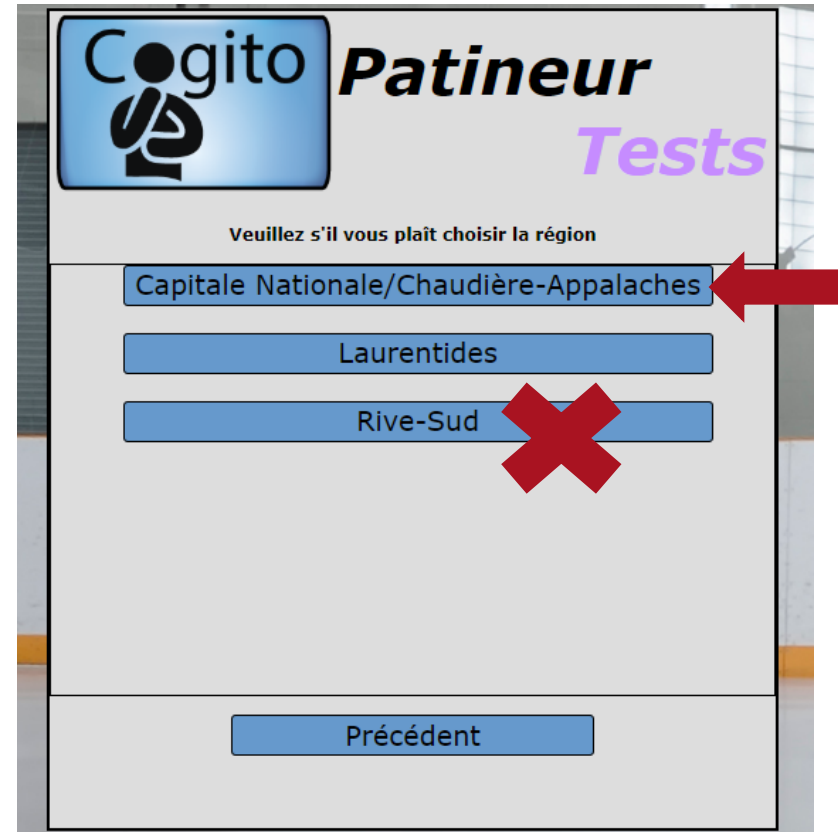 Cogito
Patineur
Tests
Veuillez s'il vous plaît choisir la région
Capitale Nationale/Chaudière-Appalaches
Laurentides
Rive-Sud
Précédent